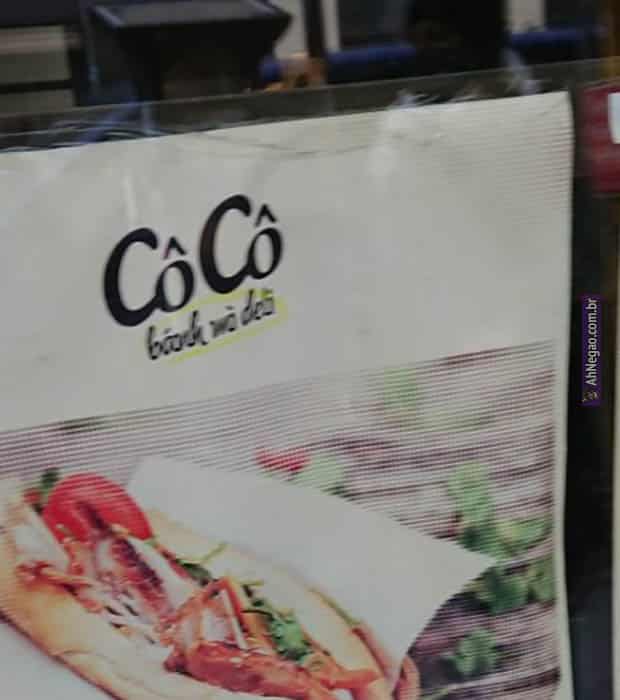 CôCô
bánh mì deli
AhNegao.com.br